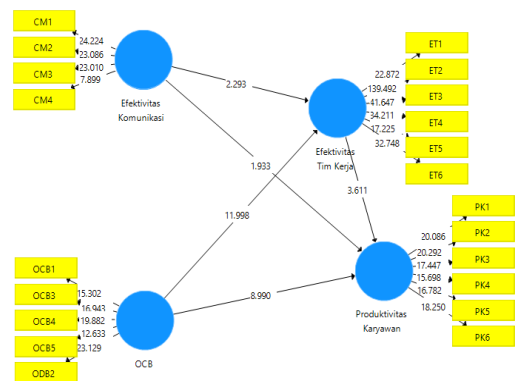 CM1
CM2
CM3
CM4
24.224
23.086
23.010
7.899
Efektivitas
Komunikasi
2.293
1.933
ET1
ET2
ET3
ET4
ET5
ET6
22.872
139.492
41.647
34.211
17.225
32.748
Efektivitas
Tim Kerja
3.611
11.998
8.990
OCB1
OCB3
OCB4
OCB5
ODB2
15.302
16.943
19.882
12.633
23.129
OCB
PK1
PK2
PK3
PK4
PK5
PK6
20.086
20.292
17.447
15.698
16.782
18.250
Produktivitas
Karyawan